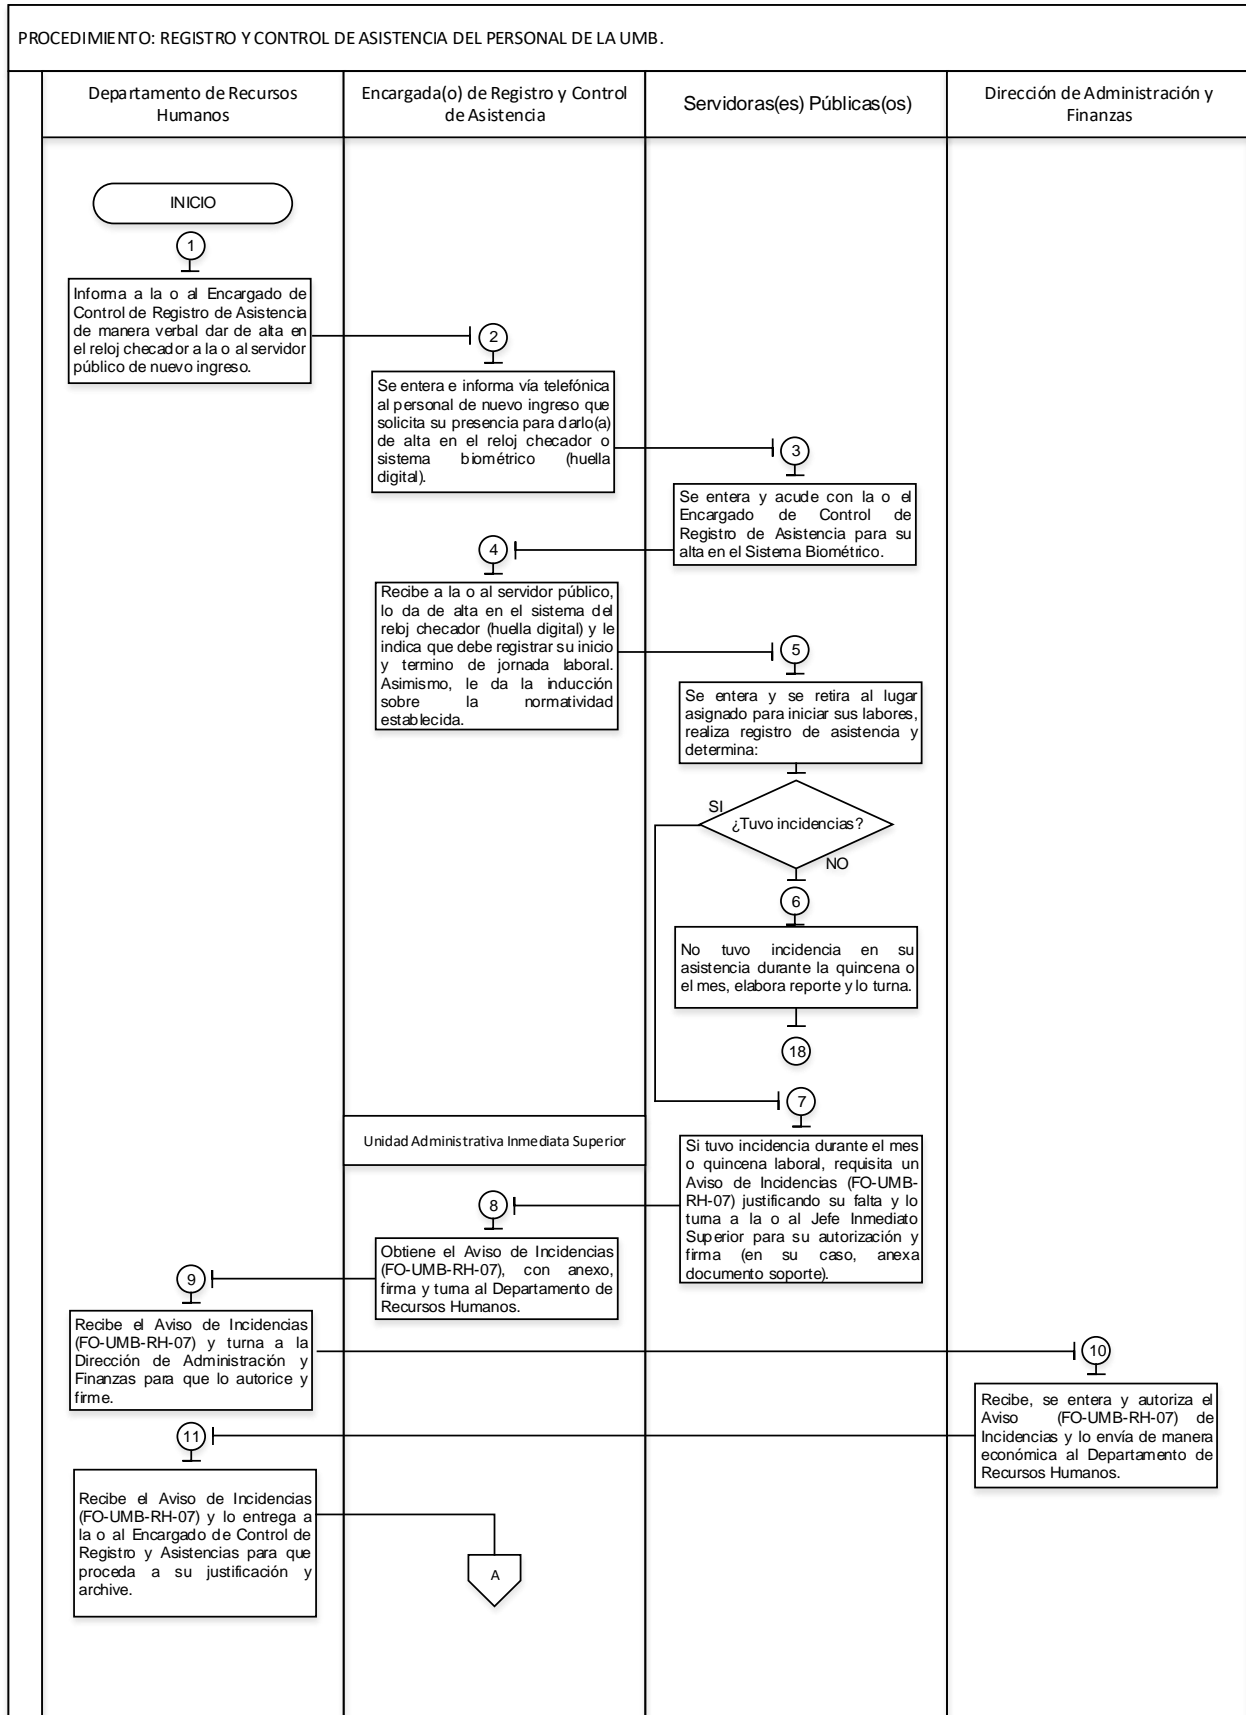 PROCEDIMIENTO: REGISTRO Y CONTROL DE ASISTENCIA DEL PERSONAL DE LA UMB.
Departamento de Recursos
Humanos
Encargada(o) de Registro y Control
de Asistencia
Servidoras(es) Públicas(os)
Dirección de Administración y
Finanzas
INICIO
1
Informa a la o al Encargado de
Control de Registro de Asistencia
de manera verbal dar de alta en
el reloj checador a la o al servidor
público de nuevo ingreso.
2
Se entera e informa vía telefónica
al personal de nuevo ingreso que
solicita su presencia para darlo(a)
de alta en el reloj checador o
sistema biométrico (huella
digital).
3
Se entera y acude con la o el
Encargado de Control de
Registro de Asistencia para su
alta en el Sistema Biométrico.
4
Recibe a la o al servidor público,
lo da de alta en el sistema del
reloj checador (huella digital) y le
indica que debe registrar su inicio
y termino de jornada laboral.
Asimismo, le da la inducción
sobre la normatividad
establecida.
5
Se entera y se retira al lugar
asignado para iniciar sus labores,
realiza registro de asistencia y
determina:
SI
¿Tuvo incidencias?
NO
6
No tuvo incidencia en su
asistencia durante la quincena o
el mes, elabora reporte y lo turna.
18
7
Unidad Administrativa Inmediata Superior
Si tuvo incidencia durante el mes
o quincena laboral, requisita un
Aviso de Incidencias (FO-UMB-
RH-07) justificando su falta y lo
turna a la o al Jefe Inmediato
Superior para su autorización y
firma (en su caso, anexa
documento soporte).
8
Obtiene el Aviso de Incidencias
(FO-UMB-RH-07), con anexo,
firma y turna al Departamento de
Recursos Humanos.
9
Recibe el Aviso de Incidencias
(FO-UMB-RH-07) y turna a la
Dirección de Administración y
Finanzas para que lo autorice y
firme.
10
Recibe, se entera y autoriza el
Aviso (FO-UMB-RH-07) de
Incidencias y lo envía de manera
económica al Departamento de
Recursos Humanos.
11
Recibe el Aviso de Incidencias
(FO-UMB-RH-07) y lo entrega a
la o al Encargado de Control de
Registro y Asistencias para que
proceda a su justificación y
archive.
A